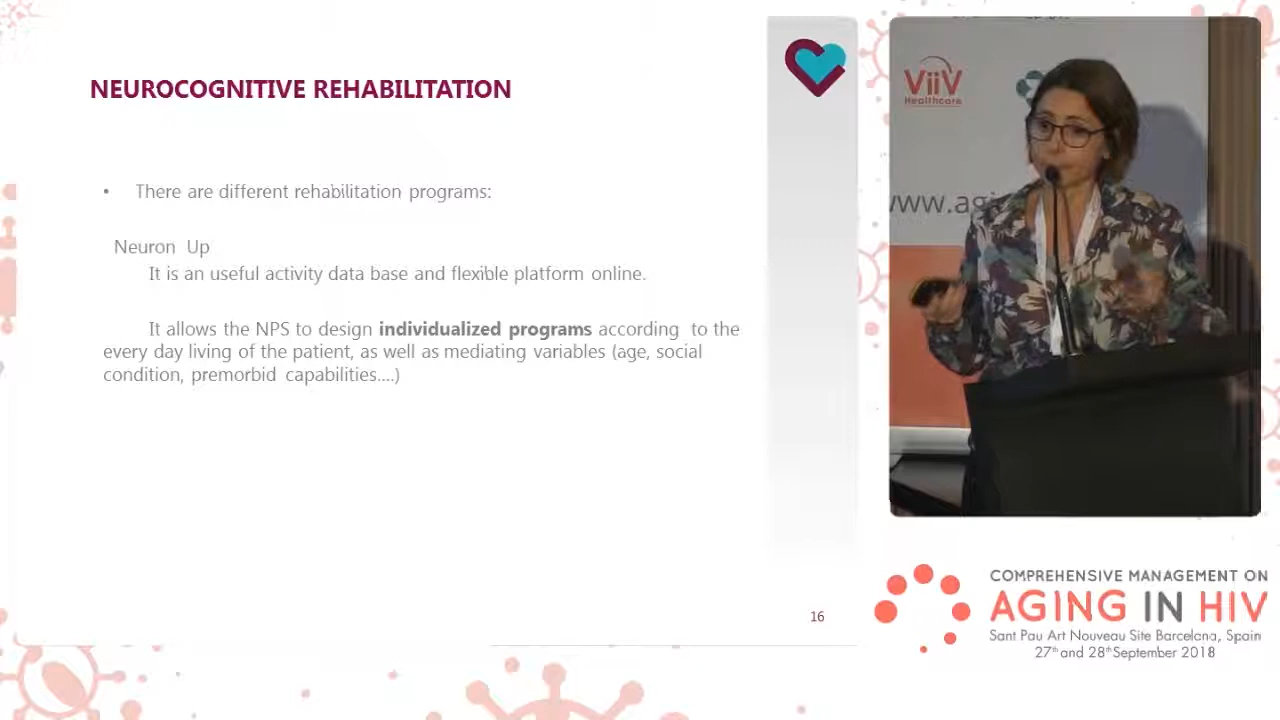 NEUROCOGNITIVE REHABILITATION
• There are different rehabilitation programs:
Neuron Up
It is an useful activity data base and flexible platform online.
It allows the NPS to design individualized programs according to the
every day living of the patient, as well as mediating variables (age, social
condition, premorbid capabilities....)
16
ViiV
Healthcare
www.ag
COMPREHENSIVE MANAGEMENT ON
AGING IN HIV
Sant Pau Art Nouveau Site Barcelona, Spain
27th and 28th September 2018